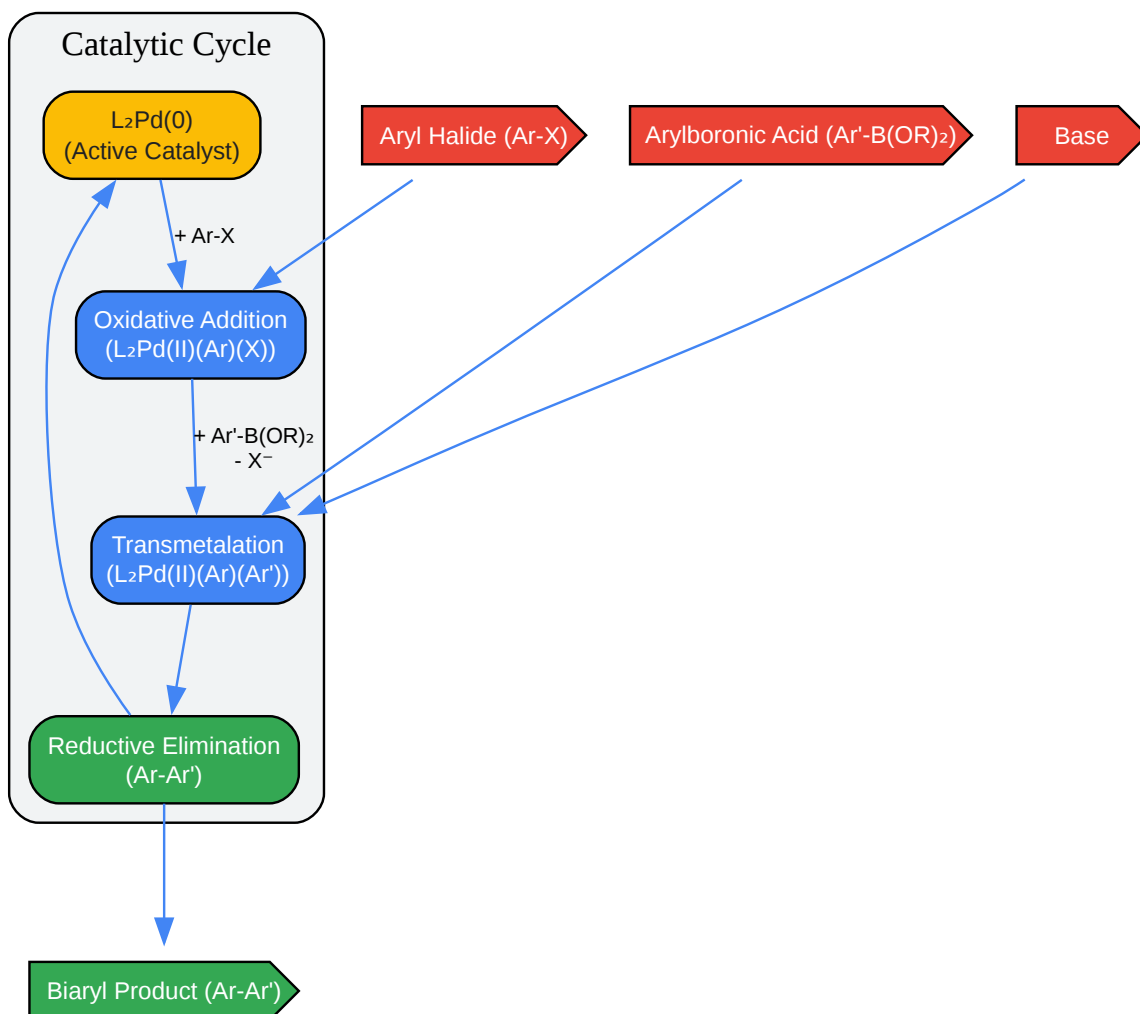 Catalytic Cycle
L₂Pd(0)
(Active Catalyst)
Aryl Halide (Ar-X)
Arylboronic Acid (Ar'-B(OR)₂)
Base
+ Ar-X
Oxidative Addition
(L₂Pd(II)(Ar)(X))
+ Ar'-B(OR)₂
- X⁻
Transmetalation
(L₂Pd(II)(Ar)(Ar'))
Reductive Elimination
(Ar-Ar')
Biaryl Product (Ar-Ar')